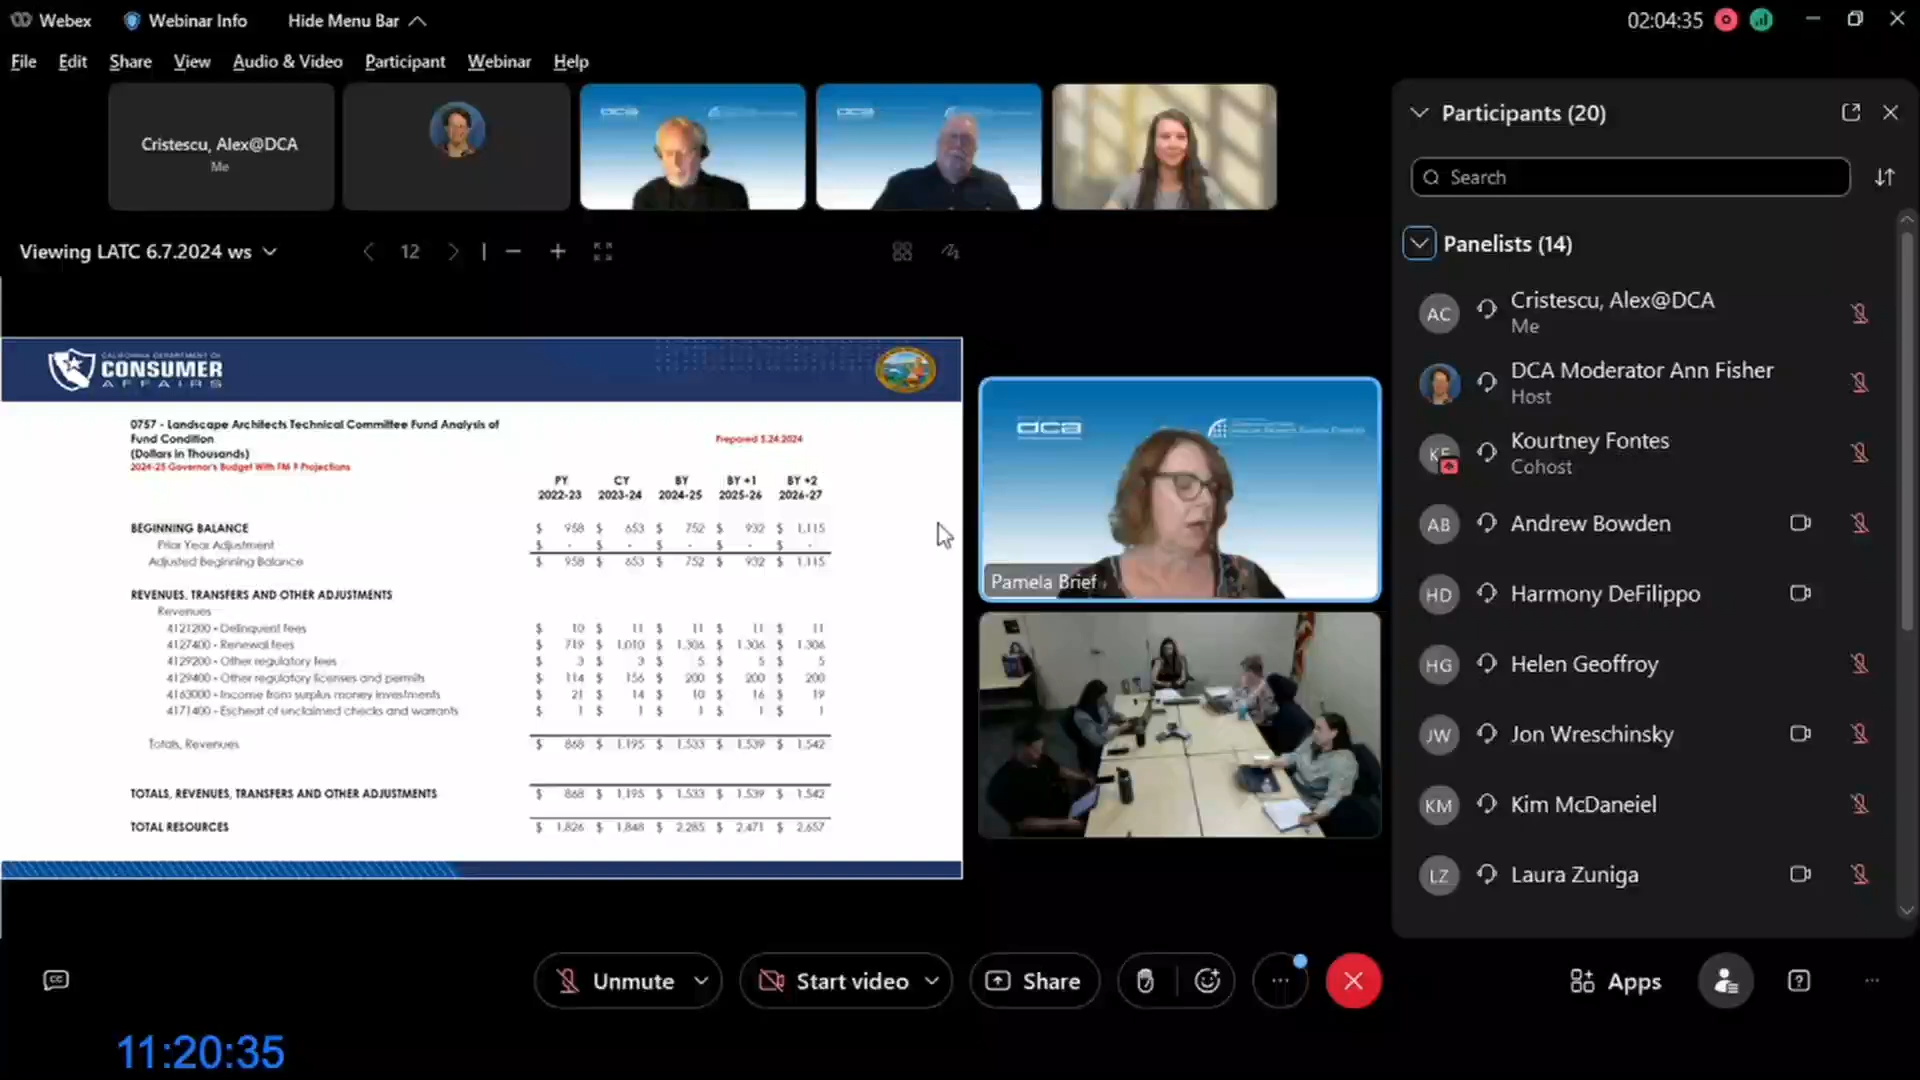 Webex
Webinar Info
Hide Menu Bar
02:04:35
File Edit Share View Audio & Video Participant Webinar Help
Cristescu, Alex@DCA
Me
dca
dca
Viewing LATC 6.7.2024 ws
12
CALIFORNIA DEPARTMENT OF
CONSUMER
AFFAIRS
0757 - Landscape Architects Technical Committee Fund Analysis of
Fund Condition
(Dollars in Thousands)
2024-25 Governor's Budget With FM 9 Projections
Prepared 5.24.2024
PY CY BY BY +1 BY +2
2022-23 2023-24 2024-25 2025-26 2026-27
BEGINNING BALANCE $ 958 $ 653 $ 752 $ 932 $ 1,115
Prior Year Adjustment $ - $ - $ - $ - $ -
Adjusted Beginning Balance $ 958 $ 653 $ 752 $ 932 $ 1,115
REVENUES, TRANSFERS AND OTHER ADJUSTMENTS
Revenues
4121200 - Delinquent fees $ 10 $ 11 $ 11 $ 11 $ 11
4127400 - Renewal fees $ 719 $ 1,010 $ 1,306 $ 1,306 $ 1,306
4129200 - Other regulatory fees $ 3 $ 3 $ 5 $ 5 $ 5
4129400 - Other regulatory licenses and permits $ 114 $ 156 $ 200 $ 200 $ 200
4163000 - Income from surplus money investments $ 21 $ 14 $ 10 $ 16 $ 19
4171400 - Escheat of unclaimed checks and warrants $ 1 $ 1 $ 1 $ 1 $ 1
Totals, Revenues $ 868 $ 1,195 $ 1,533 $ 1,539 $ 1,542
TOTALS, REVENUES, TRANSFERS AND OTHER ADJUSTMENTS $ 868 $ 1,195 $ 1,533 $ 1,539 $ 1,542
TOTAL RESOURCES $ 1,826 $ 1,848 $ 2,285 $ 2,471 $ 2,657
dca
Pamela Brief
Participants (20)
Search
Panelists (14)
AC Cristescu, Alex@DCA
Me
DCA Moderator Ann Fisher
Host
KF Kourtney Fontes
Cohost
AB Andrew Bowden
HD Harmony DeFilippo
HG Helen Geoffroy
JW Jon Wreschinsky
KM Kim McDaneiel
LZ Laura Zuniga
CC
Unmute
Start video
Share
Apps
11:20:35